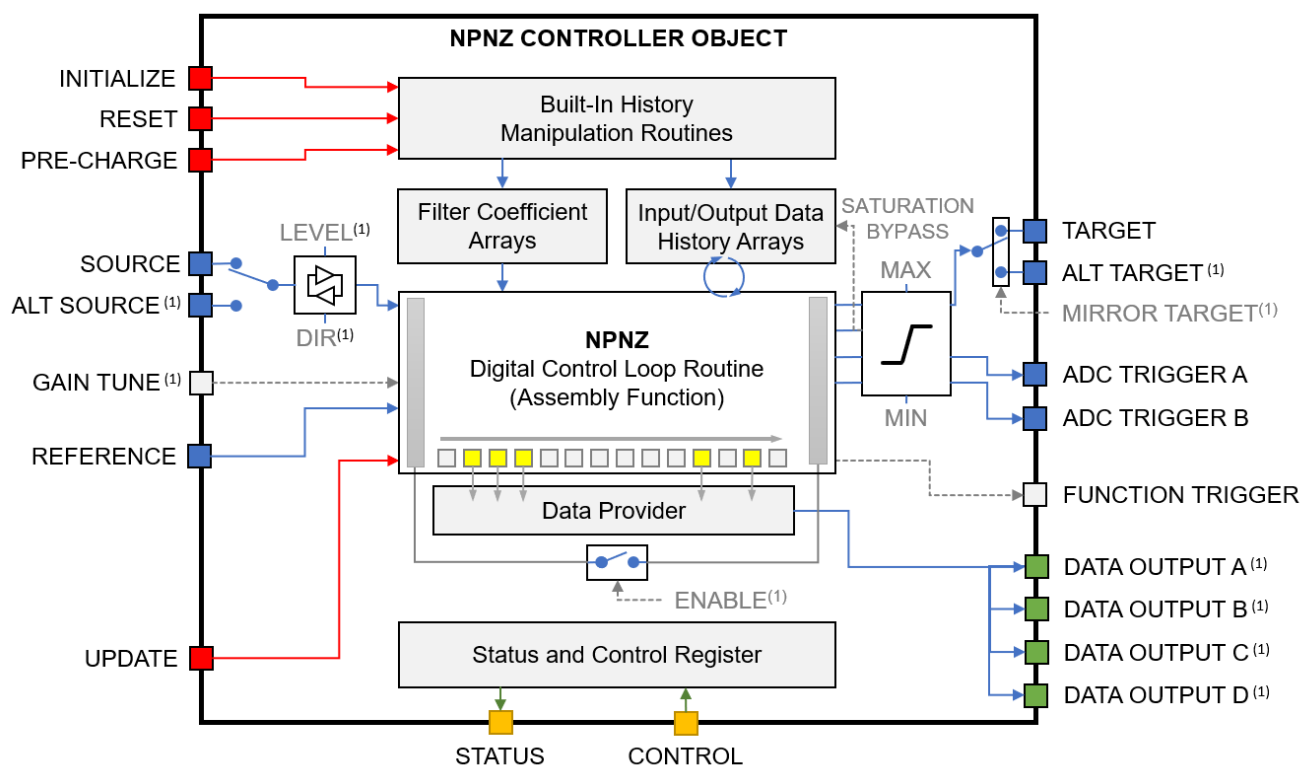 NPNZ CONTROLLER OBJECT
INITIALIZE
RESET
PRE-CHARGE
Built-In History
Manipulation Routines
Filter Coefficient
Arrays
Input/Output Data
History Arrays
SATURATION
BYPASS
TARGET
ALT TARGET(1)
MIRROR TARGET(1)
LEVEL(1)
SOURCE
ALT SOURCE(1)
DIR(1)
MAX
MIN
NPNZ
Digital Control Loop Routine
(Assembly Function)
GAIN TUNE(1)
REFERENCE
ADC TRIGGER A
ADC TRIGGER B
FUNCTION TRIGGER
Data Provider
ENABLE(1)
DATA OUTPUT A(1)
DATA OUTPUT B(1)
DATA OUTPUT C(1)
DATA OUTPUT D(1)
UPDATE
Status and Control Register
STATUS
CONTROL